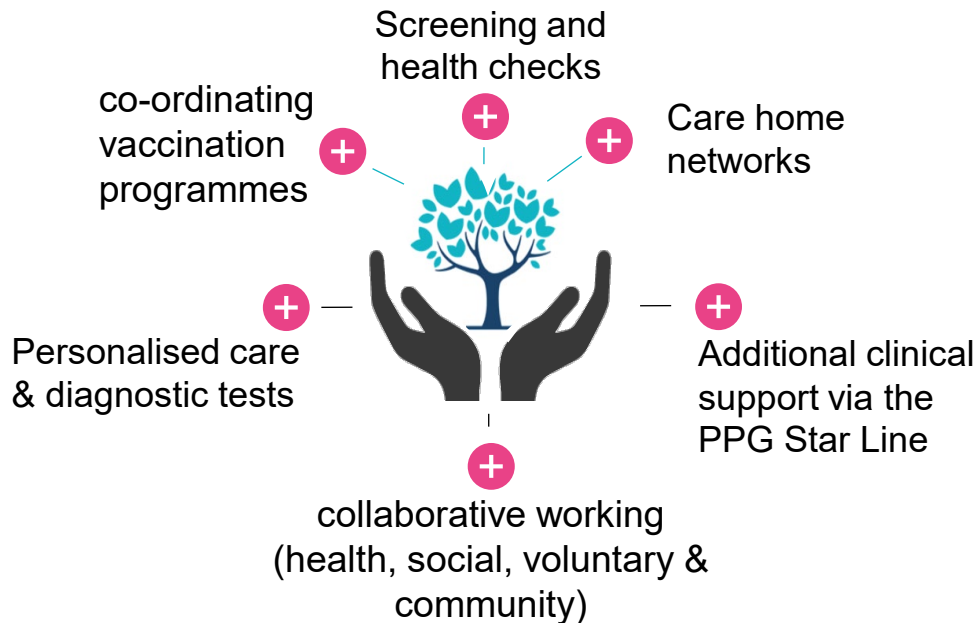 Screening and
health checks
co-ordinating
vaccination
programmes
Care home
networks
Personalised care
& diagnostic tests
Additional clinical
support via the
PPG Star Line
collaborative working
(health, social, voluntary &
community)